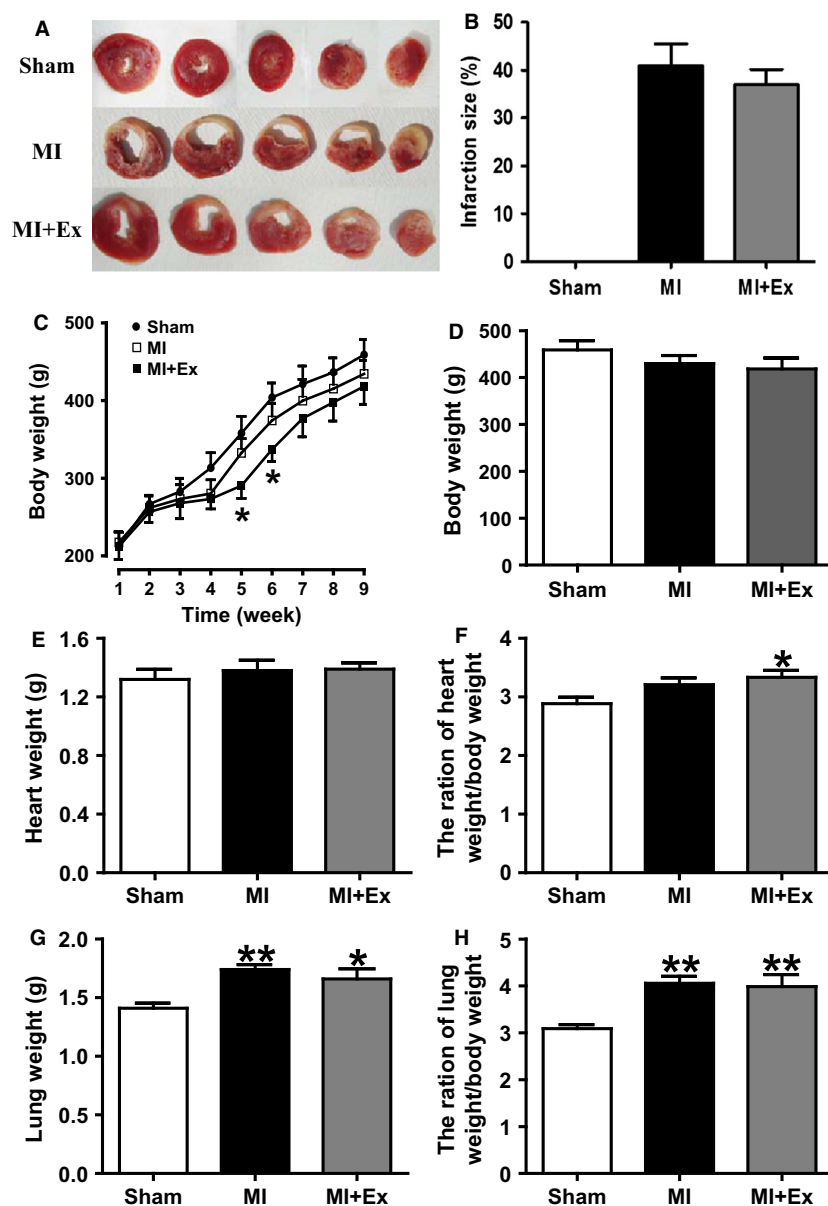 A
Sham
MI
MI+Ex
B
Infarction size (%)
50
40
30
20
10
0
Sham MI MI+Ex
C
Body weight (g)
500
400
300
200
Sham
MI
MI+Ex
*
*
1 2 3 4 5 6 7 8 9
Time (week)
D
Body weight (g)
500
400
300
200
100
0
Sham MI MI+Ex
E
Heart weight (g)
1.6
1.2
0.8
0.4
0.0
Sham MI MI+Ex
F
The ration of heart
weight/body weight
4
3
2
1
0
*
Sham MI MI+Ex
G
Lung weight (g)
2.0
1.5
1.0
0.5
0.0
** *
Sham MI MI+Ex
H
The ration of lung
weight/body weight
5
4
3
2
1
0
** **
Sham MI MI+Ex